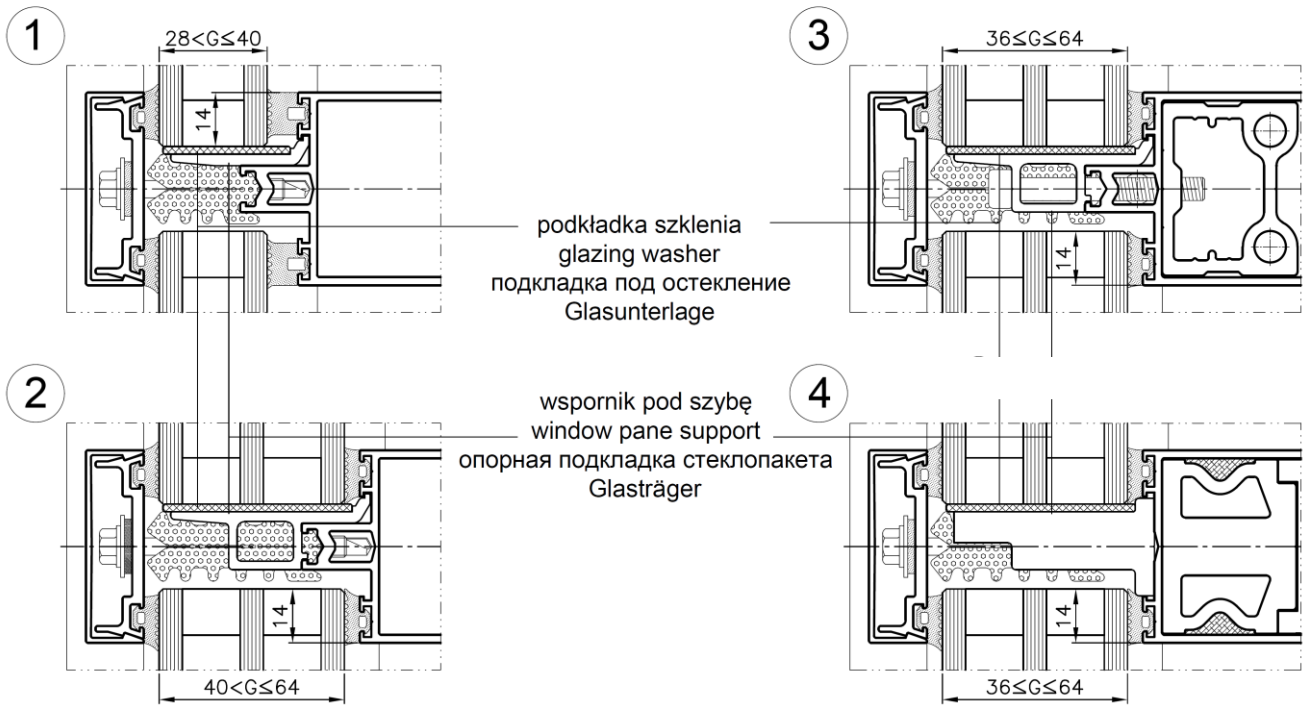 1
28<G≤40
14
3
36≤G≤64
14
podkładka szklenia
glazing washer
подкладка под остекление
Glasunterlage
2
40<G≤64
14
wspornik pod szybę
window pane support
опорная подкладка стеклопакета
Glasträger
4
14
36≤G≤64